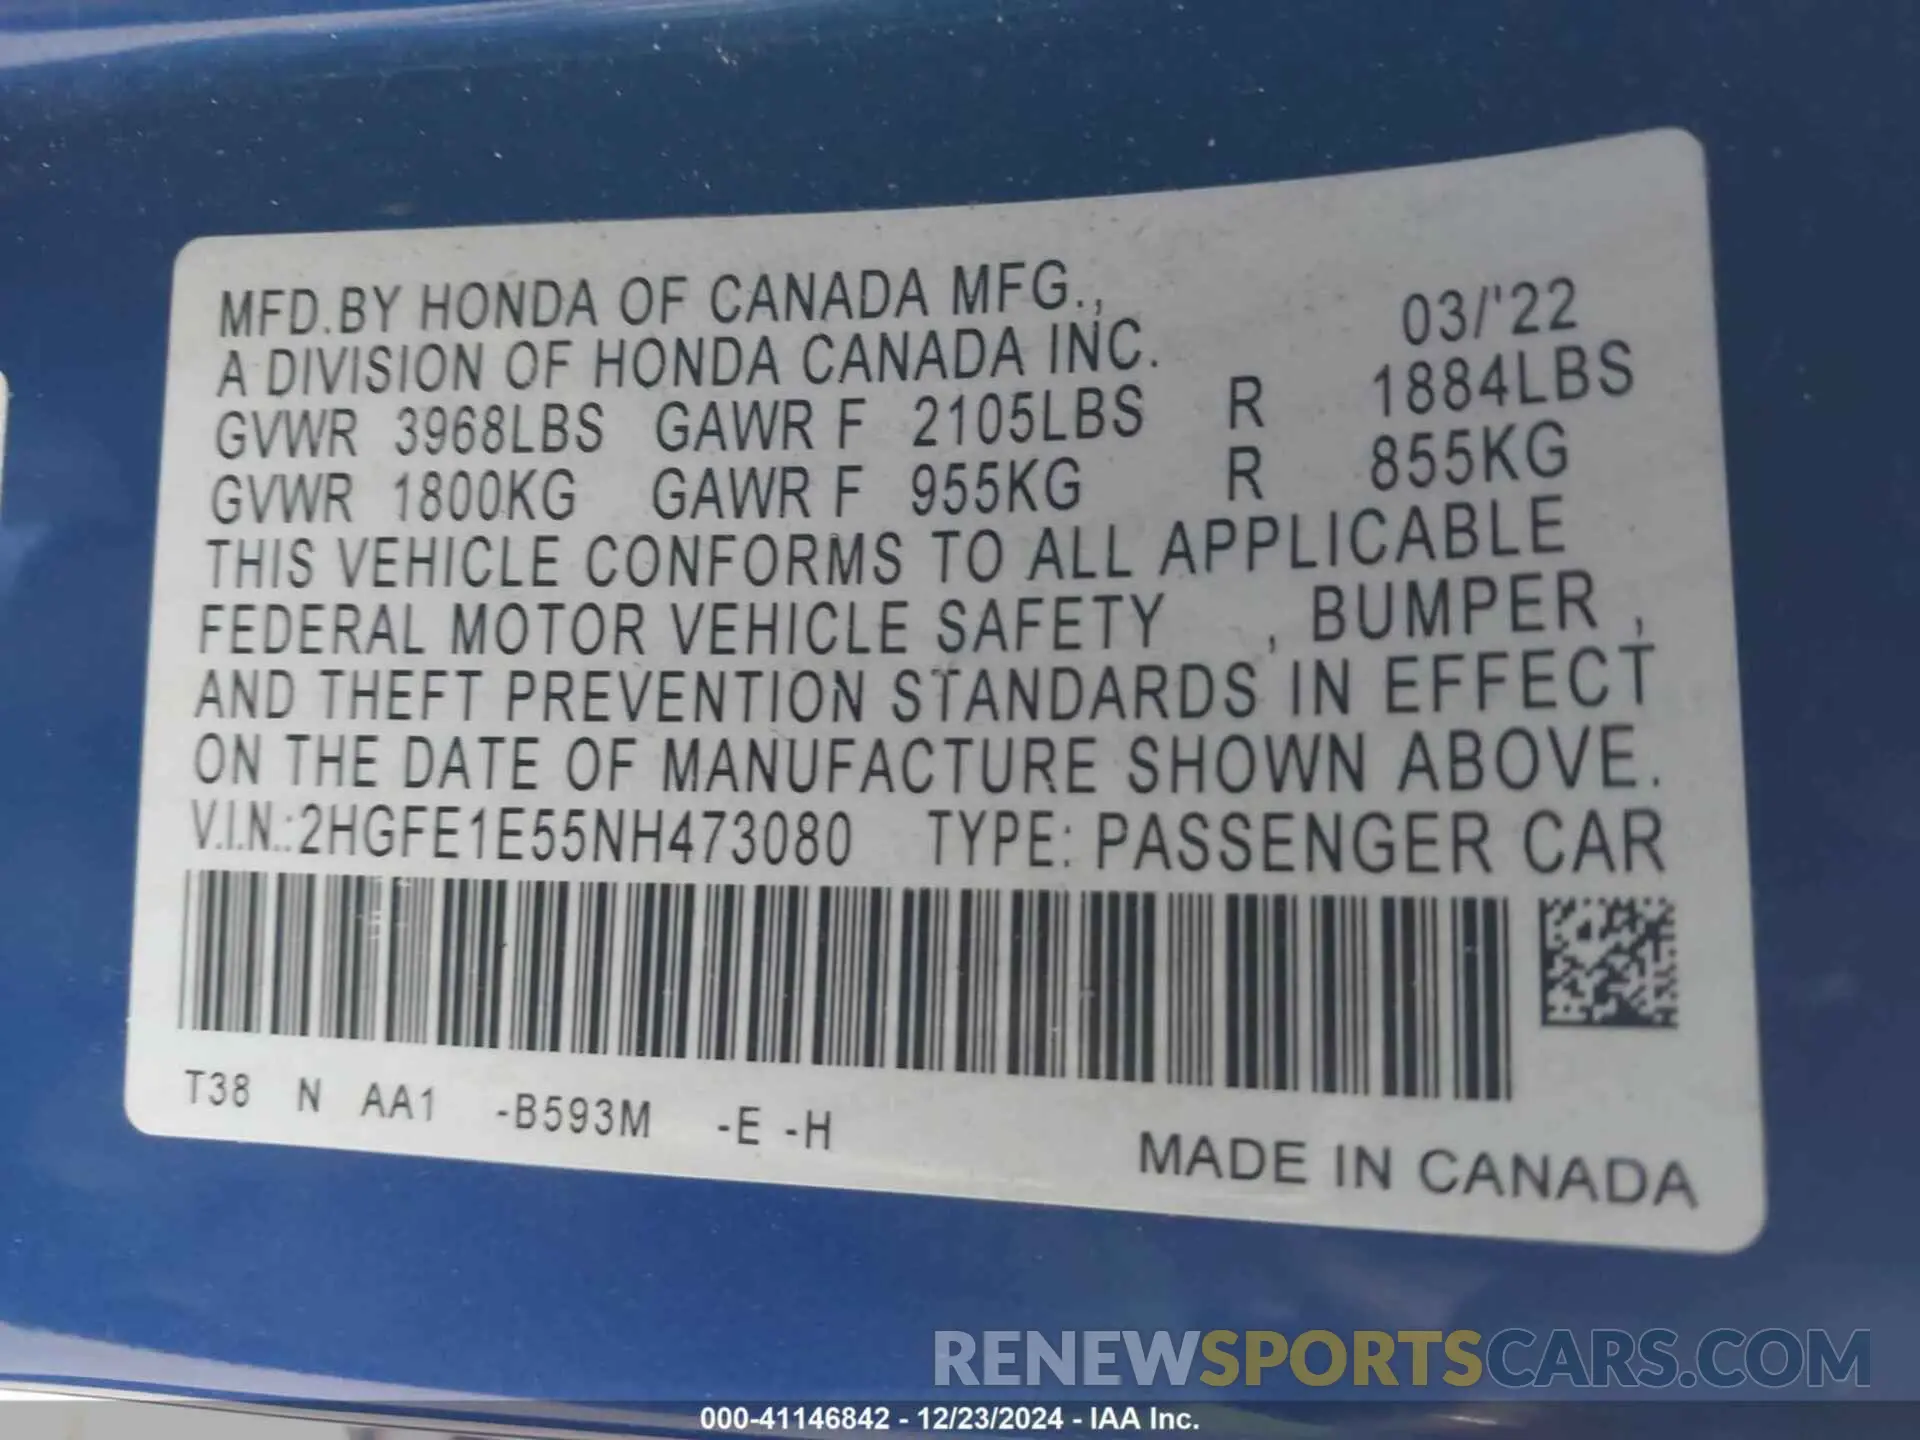 MFD.BY HONDA OF CANADA MFG.,
A DIVISION OF HONDA CANADA INC. 03/'22
GVWR 3968LBS GAWR F 2105LBS R 1884LBS
GVWR 1800KG GAWR F 955KG R 855KG
THIS VEHICLE CONFORMS TO ALL APPLICABLE
FEDERAL MOTOR VEHICLE SAFETY , BUMPER ,
AND THEFT PREVENTION STANDARDS IN EFFECT
ON THE DATE OF MANUFACTURE SHOWN ABOVE.
V.I.N.:2HGFE1E55NH473080 TYPE: PASSENGER CAR
T38 N AA1 -B593M -E -H
MADE IN CANADA
RENEWSPORTSCARS.COM
000-41146842 - 12/23/2024 - IAA Inc.